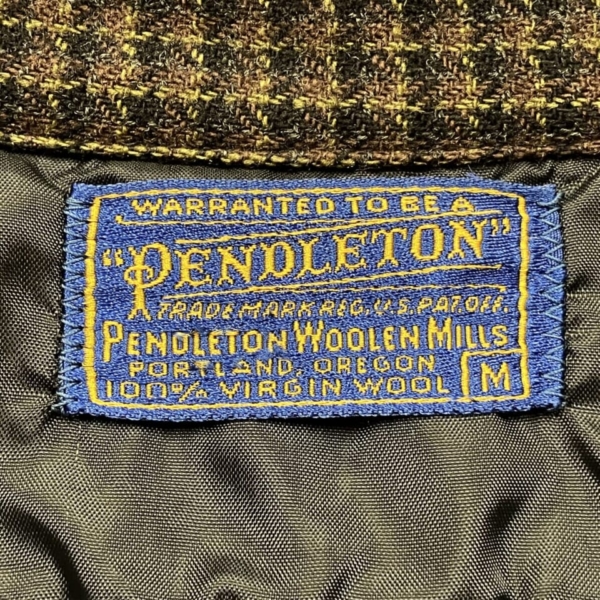 WARRANTED TO BE A
"PENDLETON"
TRADE MARK REG. U.S. PAT. OFF.
PENDLETON WOOLEN MILLS
PORTLAND, OREGON
100% VIRGIN WOOL M